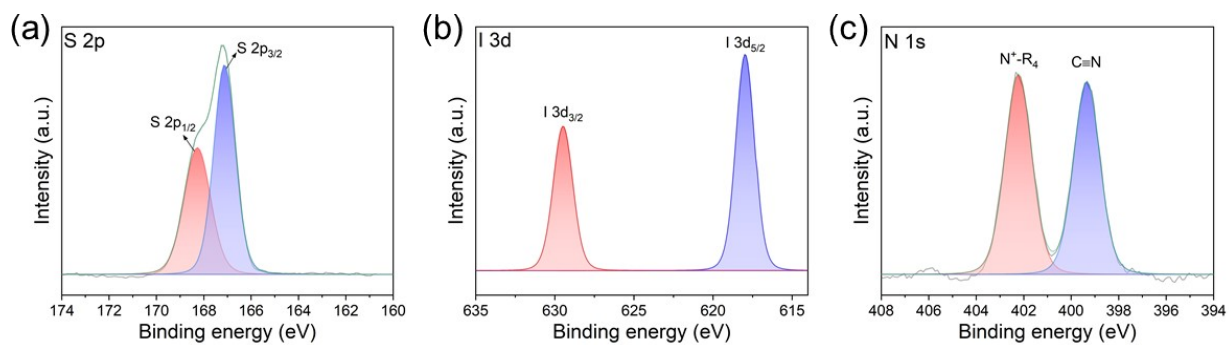 (a)
S 2p
S 2p3/2
S 2p1/2
Intensity (a.u.)
174 172 170 168 166 164 162 160
Binding energy (eV)
(b)
I 3d
I 3d5/2
I 3d3/2
Intensity (a.u.)
635 630 625 620 615
Binding energy (eV)
(c)
N 1s
N⁺-R₄
C≡N
Intensity (a.u.)
408 406 404 402 400 398 396 394
Binding energy (eV)